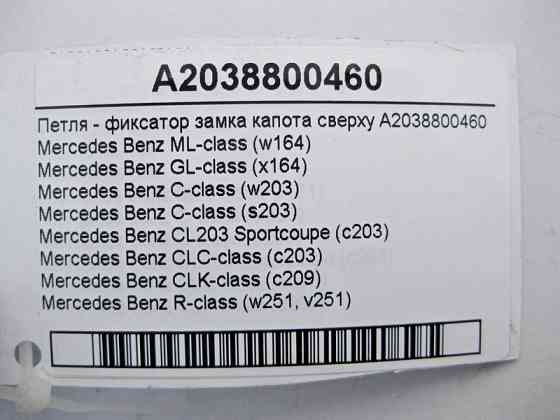 A2038800460
Петля - фиксатор замка капота сверху A2038800460
Mercedes Benz ML-class (w164)
Mercedes Benz GL-class (x164)
Mercedes Benz C-class (w203)
Mercedes Benz C-class (s203)
Mercedes Benz CL203 Sportcoupe (c203)
Mercedes Benz CLC-class (c203)
Mercedes Benz CLK-class (c209)
Mercedes Benz R-class (w251, v251)